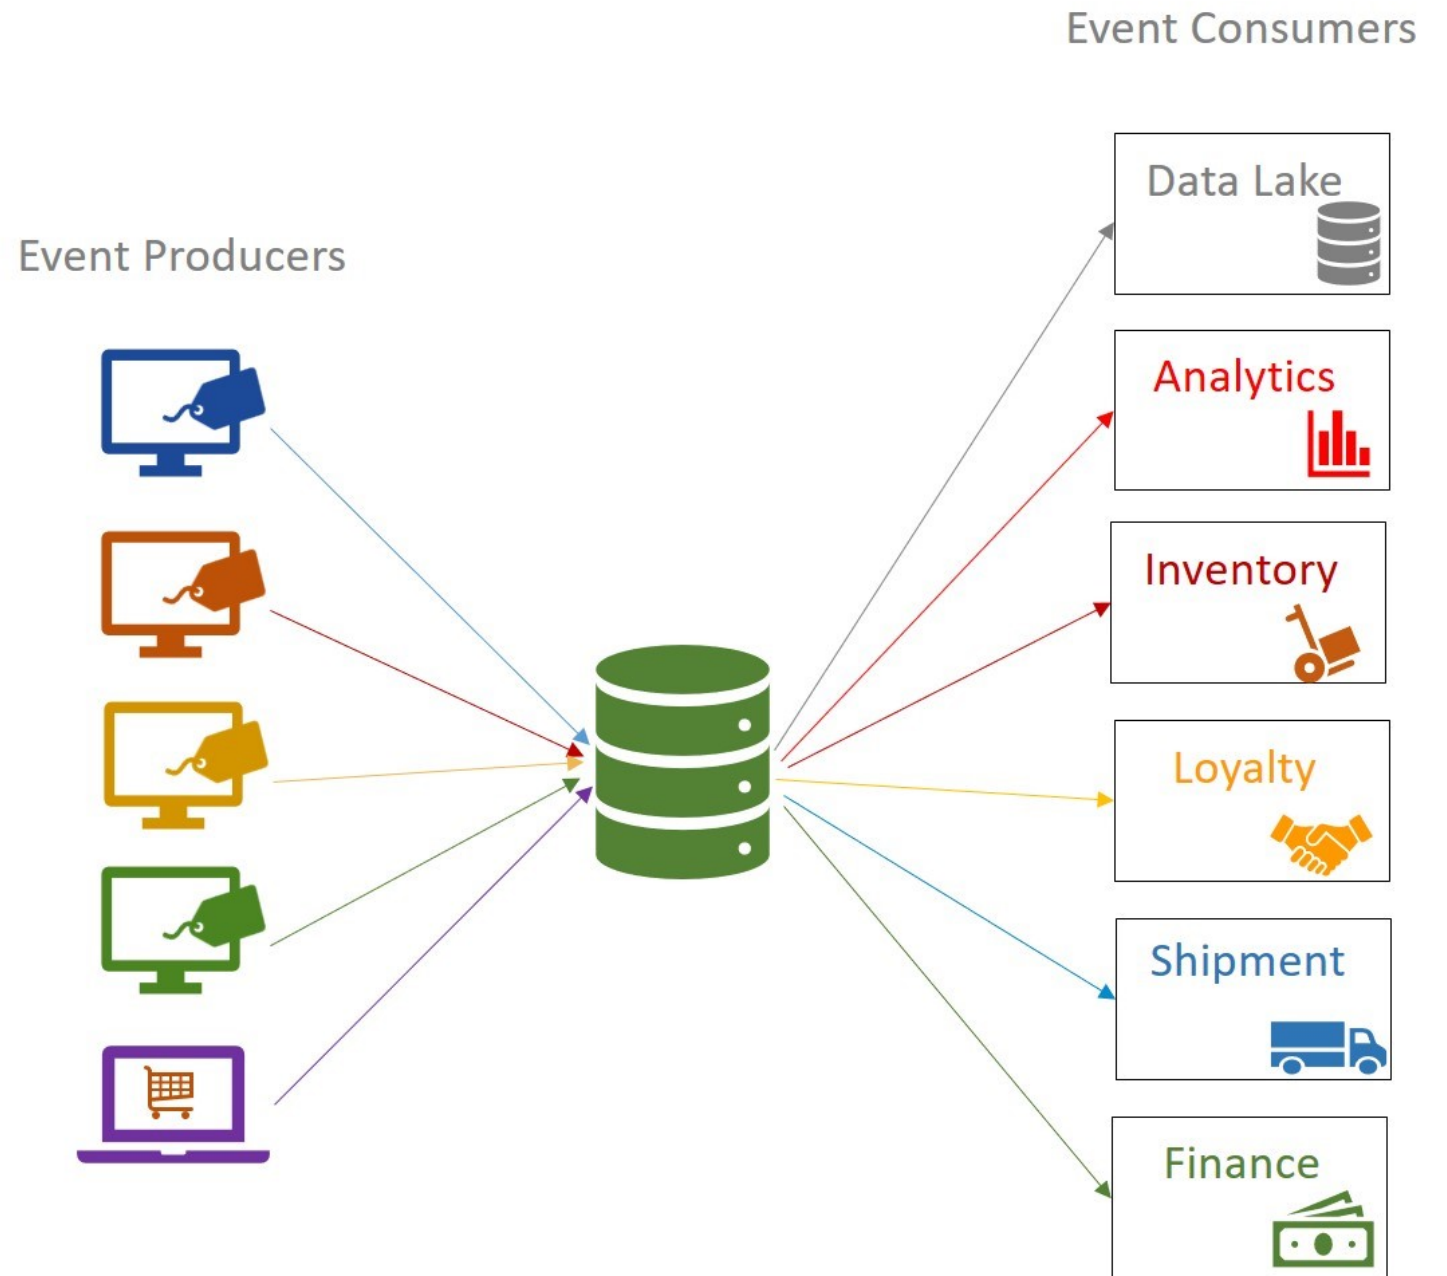 Event Consumers
Event Producers
Data Lake
Analytics
Inventory
Loyalty
Shipment
Finance